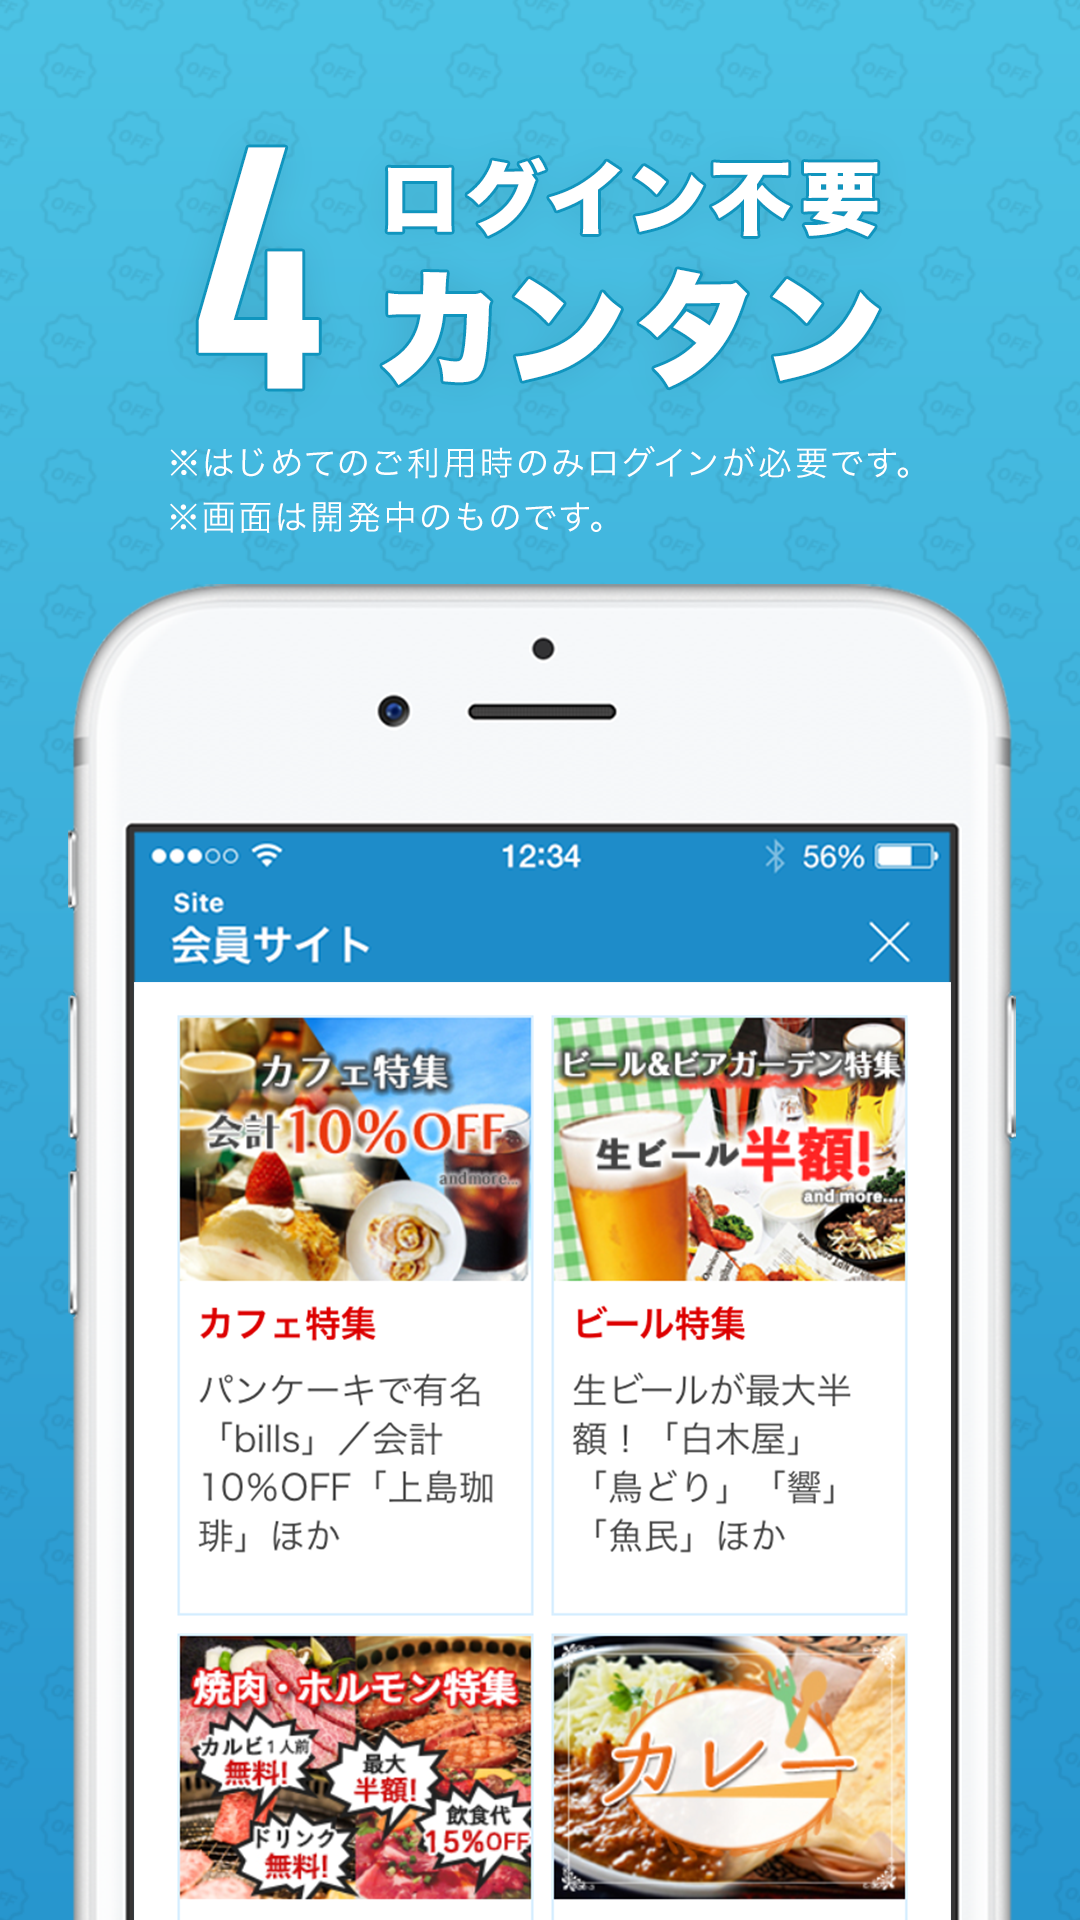 4
ログイン不要
カンタン
※はじめてのご利用時のみログインが必要です。
※画面は開発中のものです。
12:34
56%
Site
会員サイト
カフェ特集
会計10%OFF
andmore...
ビール&ビアガーデン特集
生ビール半額!
and more....
カフェ特集
パンケーキで有名
「bills」／会計
10%OFF「上島珈
琲」ほか
ビール特集
生ビールが最大半
額！「白木屋」
「鳥どり」「響」
「魚民」ほか
焼肉・ホルモン特集
カルビ1人前
無料!
最大
半額!
ドリンク
無料!
飲食代
15%OFF
カレー